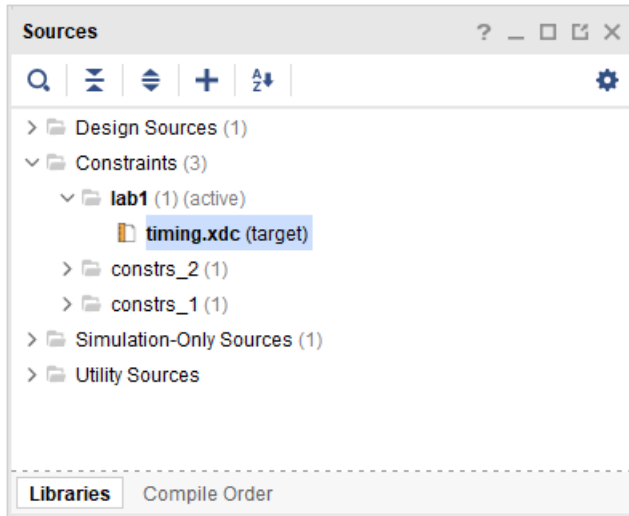 Sources ?
A Z
Design Sources (1)
Constraints (3)
lab1 (1) (active)
timing.xdc (target)
constrs_2 (1)
constrs_1 (1)
Simulation-Only Sources (1)
Utility Sources
Libraries Compile Order